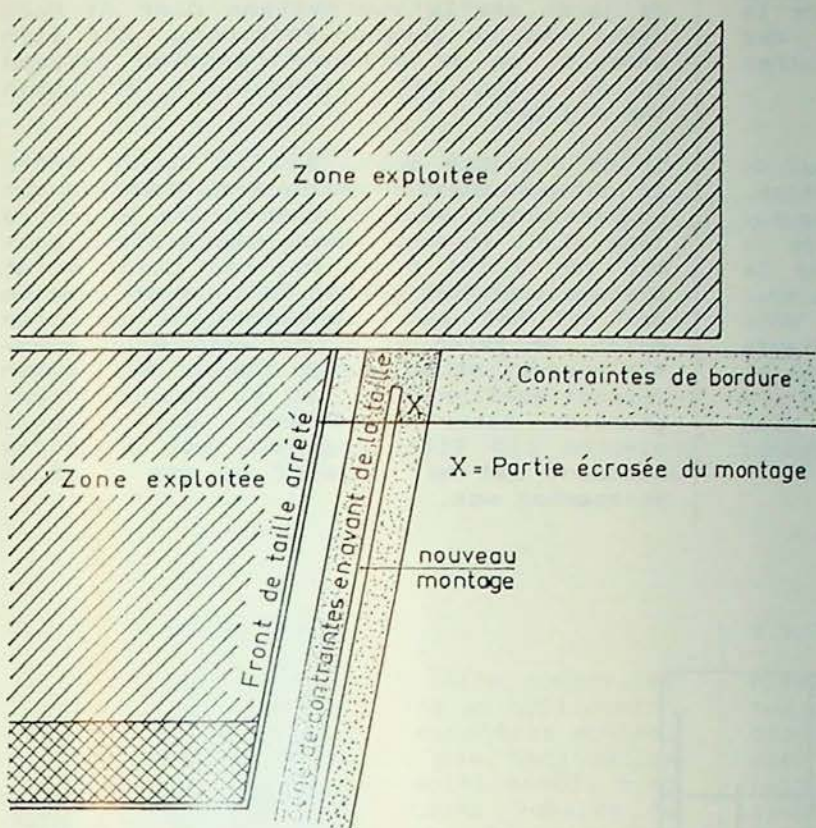 Zone exploitée
Contraintes de bordure
X
X = Partie écrasée du montage
Zone exploitée
Front de taille arrêté
Zone de contraintes en avant de la taille
nouveau
montage